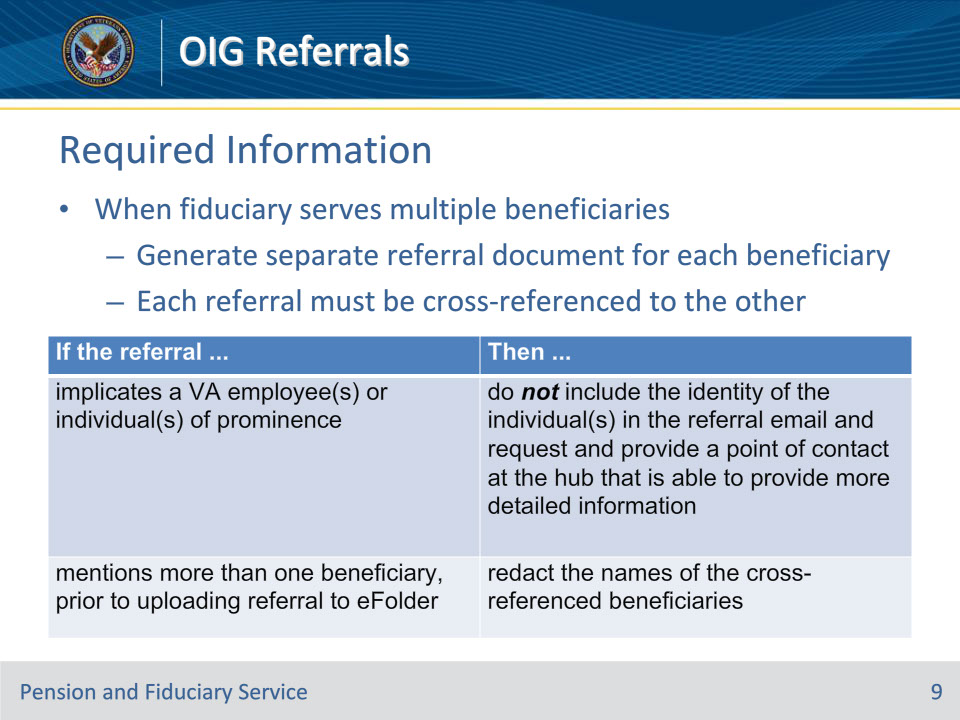 OIG Referrals
Required Information
• When fiduciary serves multiple beneficiaries
– Generate separate referral document for each beneficiary
– Each referral must be cross-referenced to the other
If the referral ...
Then ...
implicates a VA employee(s) or
individual(s) of prominence
do not include the identity of the
individual(s) in the referral email and
request and provide a point of contact
at the hub that is able to provide more
detailed information
mentions more than one beneficiary,
prior to uploading referral to eFolder
redact the names of the cross-
referenced beneficiaries
Pension and Fiduciary Service
9